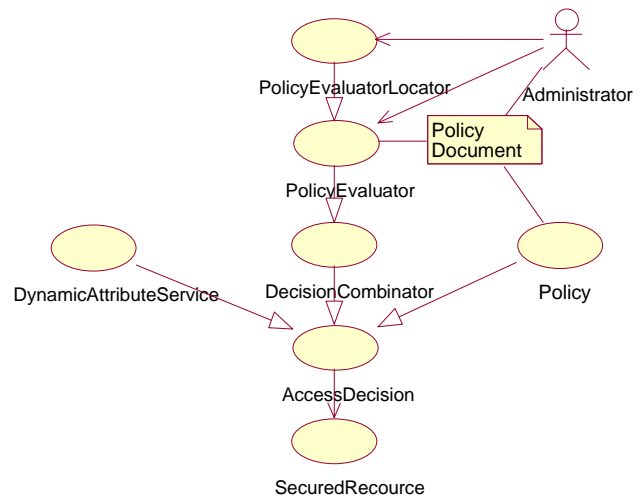 PolicyEvaluatorLocator
Administrator
Policy
Document
PolicyEvaluator
DynamicAttributeService
DecisionCombinator
Policy
AccessDecision
SecuredRecource